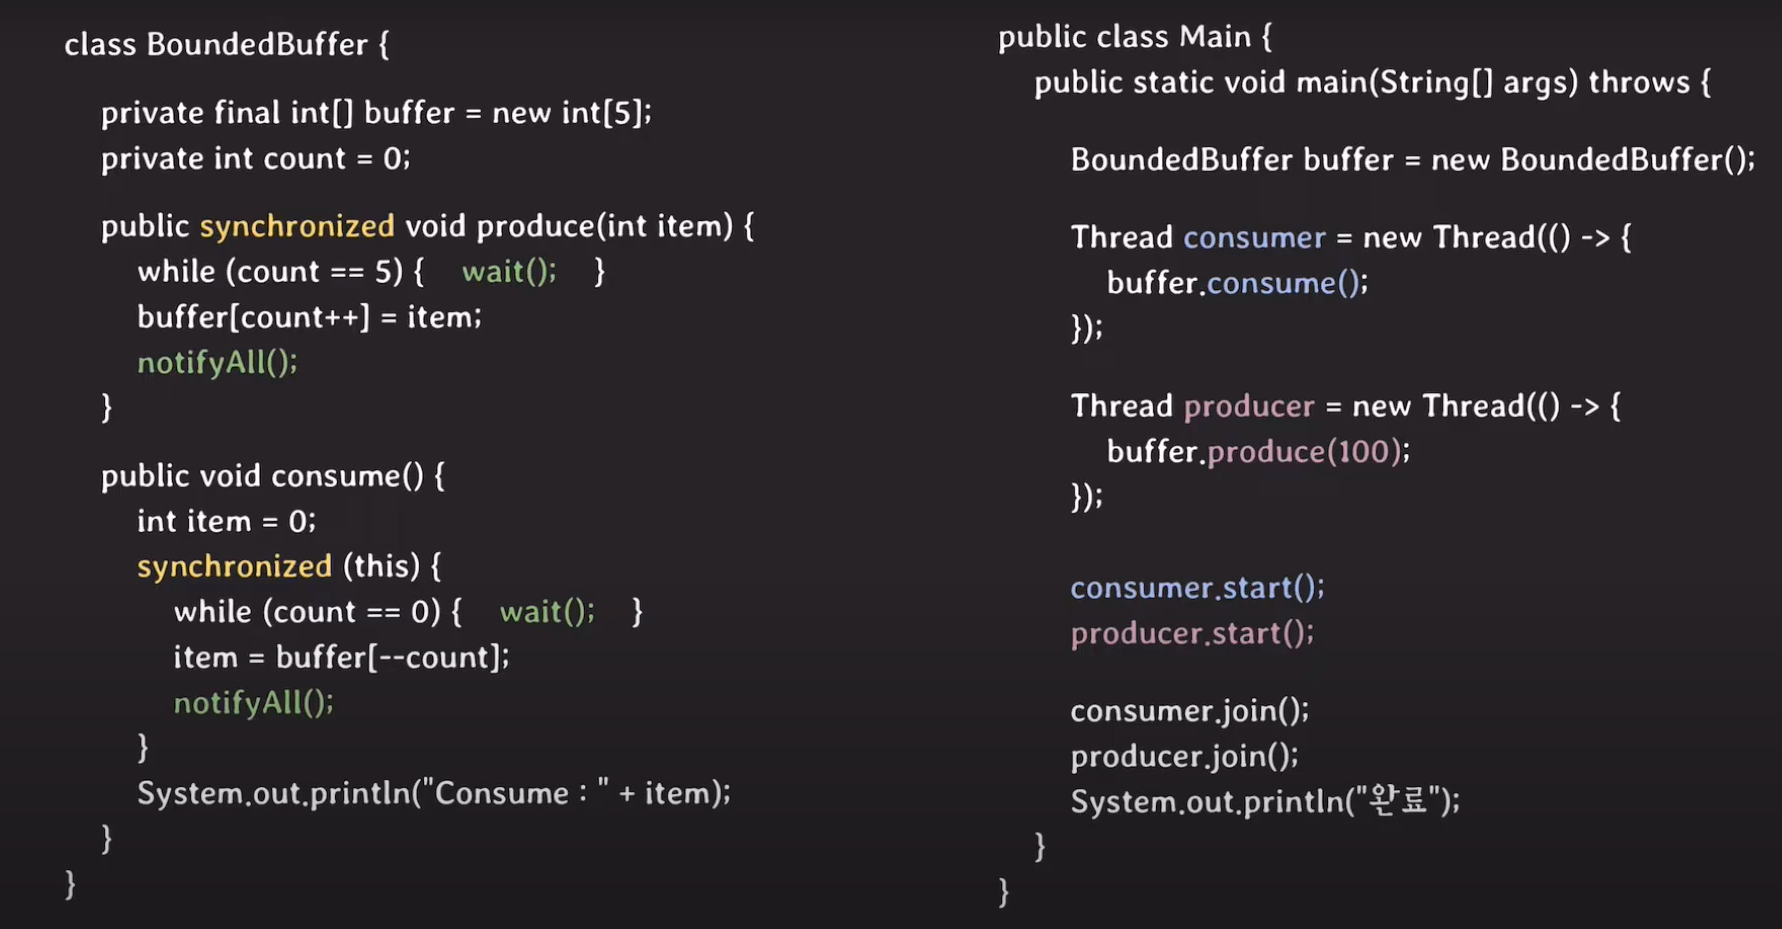 class BoundedBuffer {
private final int[] buffer = new int[5];
private int count = 0;
public synchronized void produce(int item) {
while (count == 5) { wait(); }
buffer[count++] = item;
notifyAll();
}
public void consume() {
int item = 0;
synchronized (this) {
while (count == 0) { wait(); }
item = buffer[--count];
notifyAll();
}
System.out.println("Consume : " + item);
}
}
public class Main {
public static void main(String[] args) throws {
BoundedBuffer buffer = new BoundedBuffer();
Thread consumer = new Thread(() -> {
buffer.consume();
});
Thread producer = new Thread(() -> {
buffer.produce(100);
});
consumer.start();
producer.start();
consumer.join();
producer.join();
System.out.println("완료");
}
}